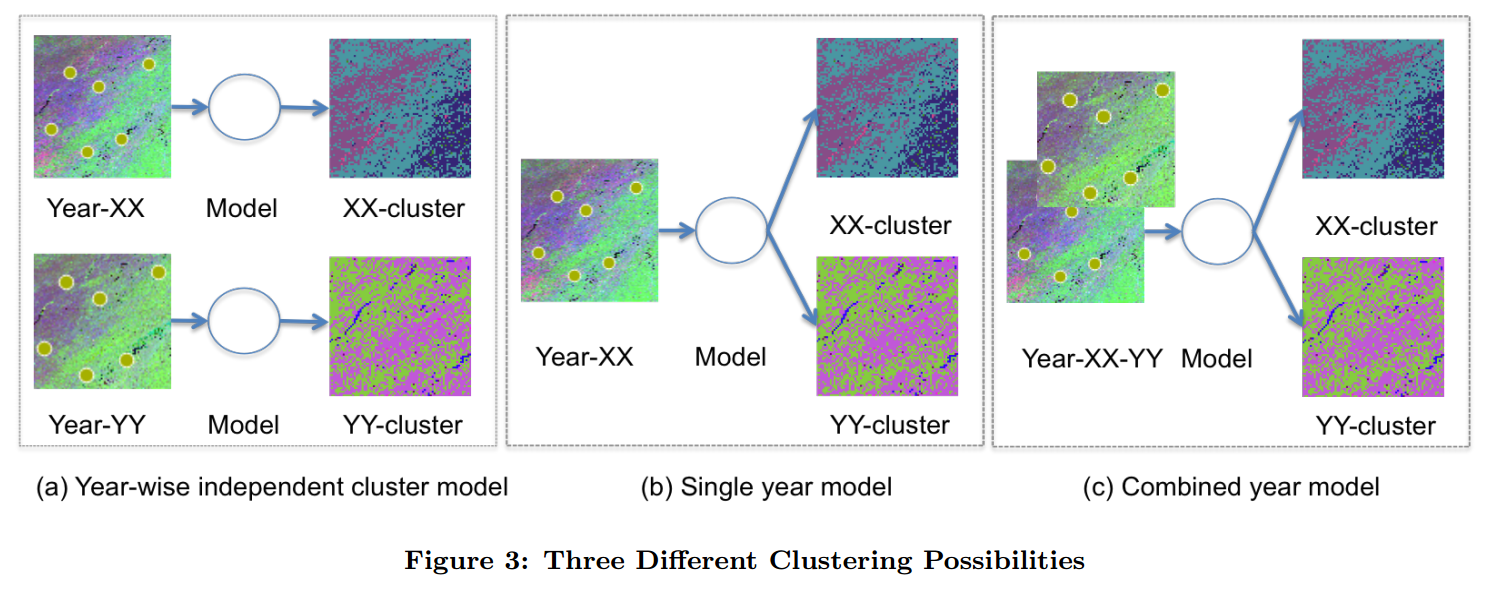 Year-XX Model XX-cluster
Year-YY Model YY-cluster
(a) Year-wise independent cluster model
XX-cluster
Year-XX Model
YY-cluster
(b) Single year model
XX-cluster
Year-XX-YY Model
YY-cluster
(c) Combined year model
Figure 3: Three Different Clustering Possibilities